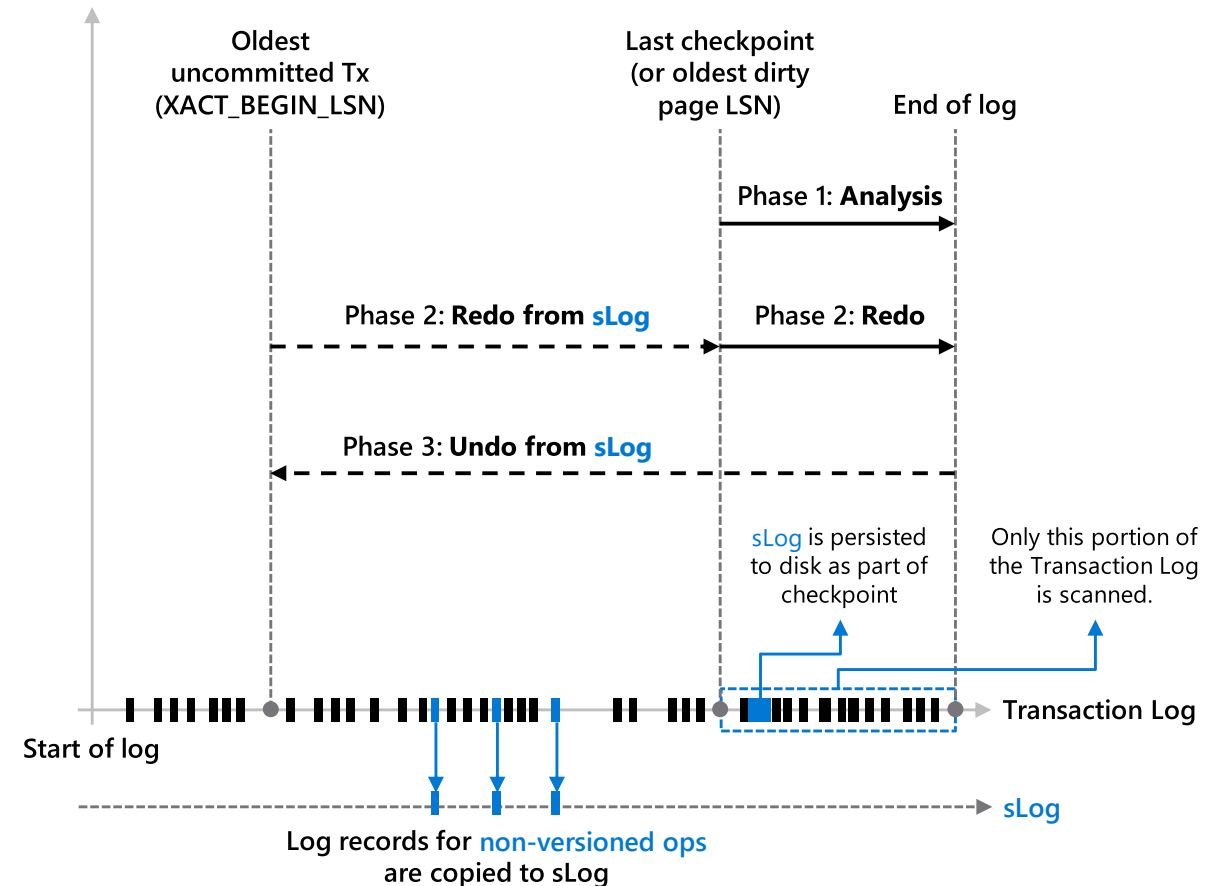 Oldest
uncommitted Tx
(XACT_BEGIN_LSN)
Last checkpoint
(or oldest dirty
page LSN)
End of log
Phase 1: Analysis
Phase 2: Redo from sLog
Phase 2: Redo
Phase 3: Undo from sLog
sLog is persisted
to disk as part of
checkpoint
Only this portion of
the Transaction Log
is scanned.
Transaction Log
Start of log
sLog
Log records for non-versioned ops
are copied to sLog